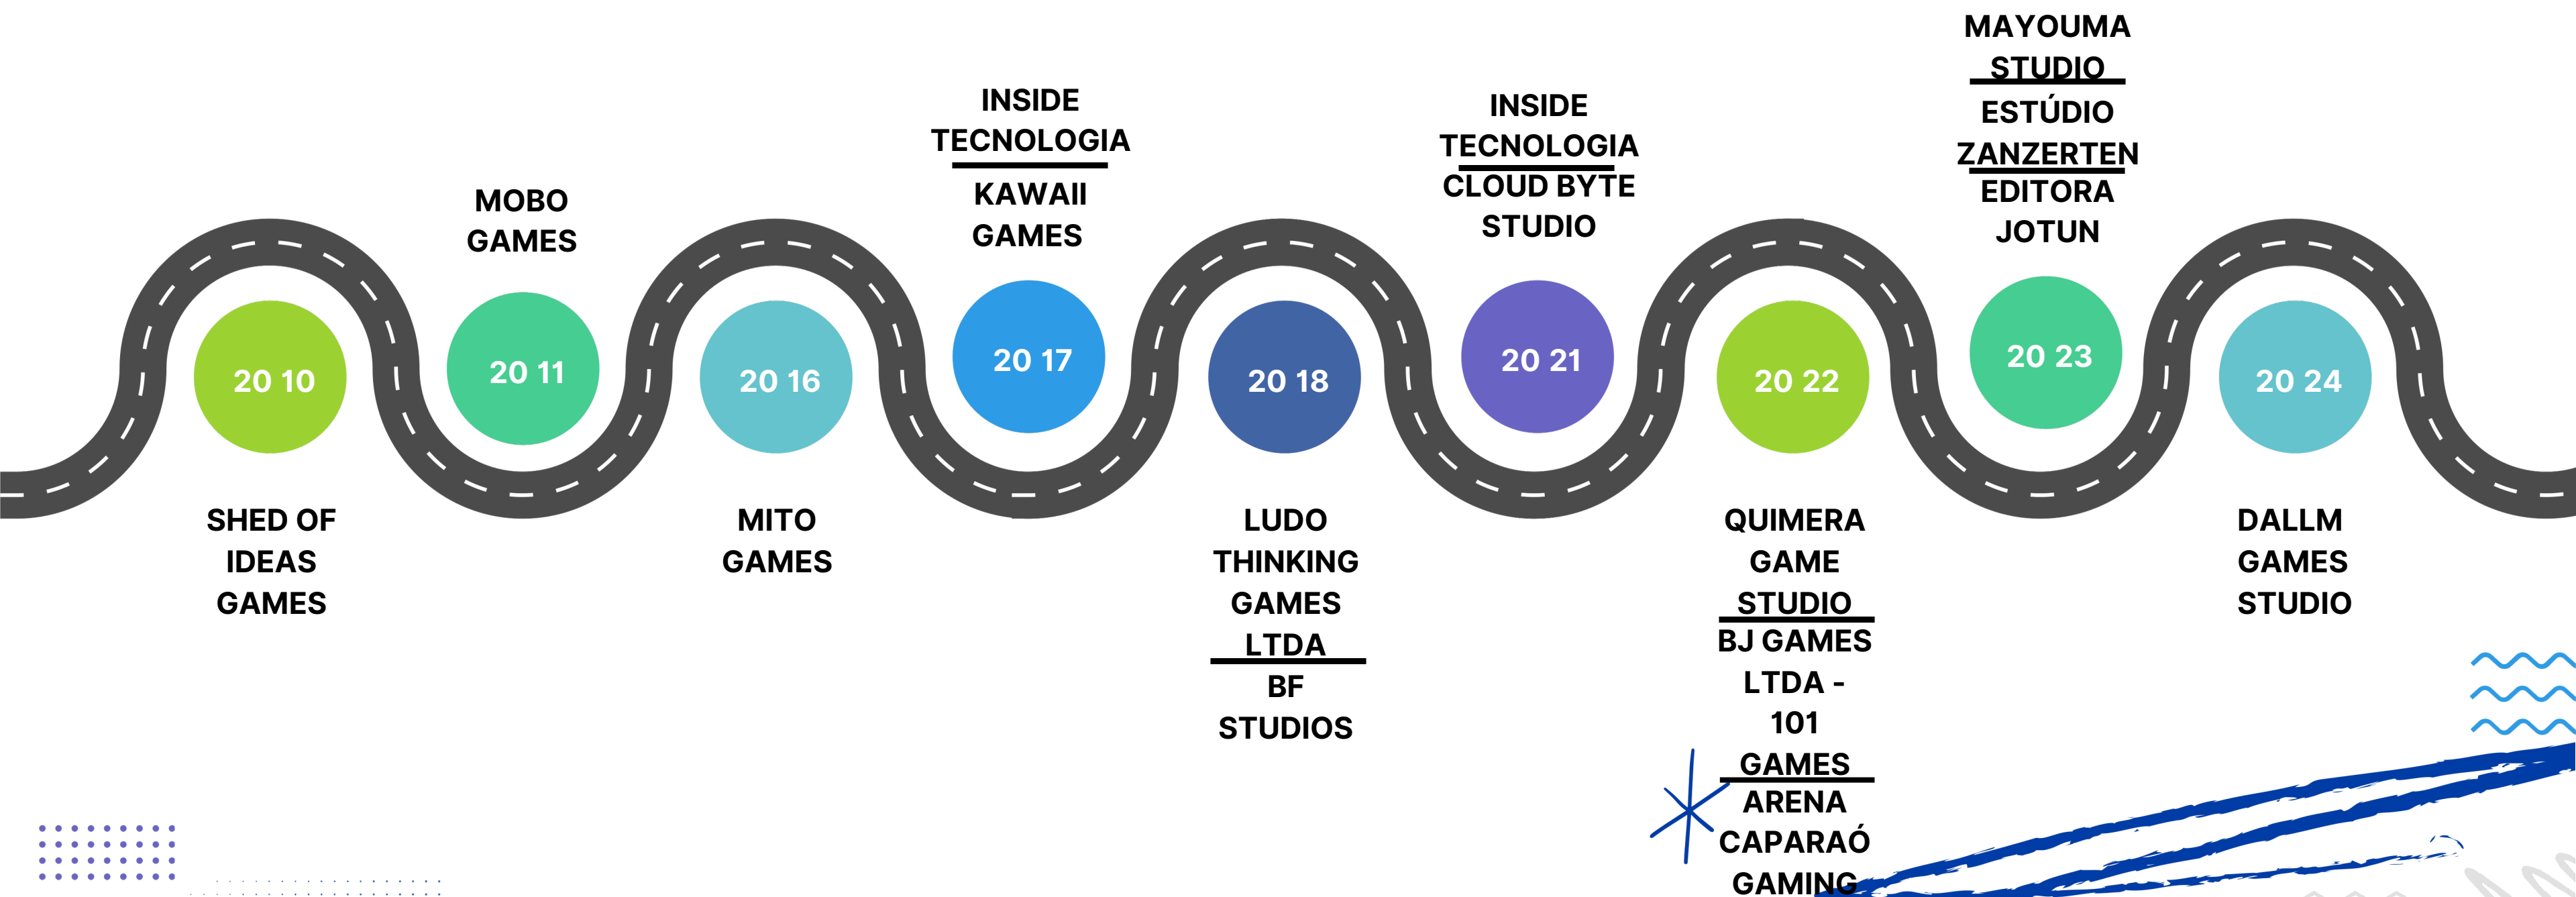 SHED OF
IDEAS
GAMES
20 10
MOBO
GAMES
20 11
MITO
GAMES
20 16
INSIDE
TECNOLOGIA
KAWAII
GAMES
20 17
LUDO
THINKING
GAMES
LTDA
BF
STUDIOS
20 18
INSIDE
TECNOLOGIA
CLOUD BYTE
STUDIO
20 21
QUIMERA
GAME
STUDIO
BJ GAMES
LTDA -
101
GAMES
ARENA
CAPARAÓ
GAMING
20 22
MAYOUMA
STUDIO
ESTÚDIO
ZANZERTEN
EDITORA
JOTUN
20 23
DALLM
GAMES
STUDIO
20 24